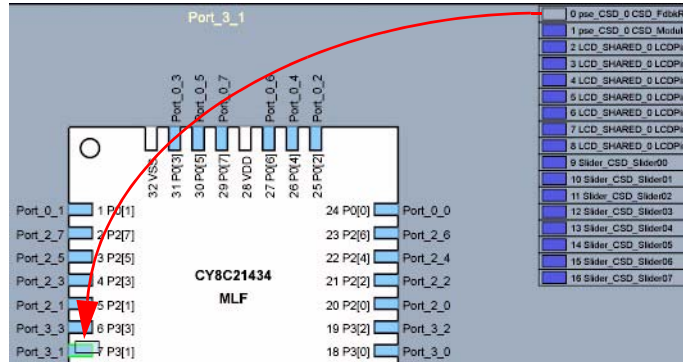 Port_3_1
0 pse_CSD_0 CSD_FdbkR
1 pse_CSD_0 CSD_Modul
2 LCD_SHARED_0 LCDPi
3 LCD_SHARED_0 LCDPi
4 LCD_SHARED_0 LCDPi
5 LCD_SHARED_0 LCDPi
6 LCD_SHARED_0 LCDPi
7 LCD_SHARED_0 LCDPi
8 LCD_SHARED_0 LCDPi
9 Slider_CSD_Slider00
10 Slider_CSD_Slider01
11 Slider_CSD_Slider02
12 Slider_CSD_Slider03
13 Slider_CSD_Slider04
14 Slider_CSD_Slider05
15 Slider_CSD_Slider06
16 Slider_CSD_Slider07
Port_0_3
Port_0_5
Port_0_7
Port_0_6
Port_0_4
Port_0_2
32 VSS
31 P0[3]
30 P0[5]
29 P0[7]
28 VDD
27 P0[6]
26 P0[4]
25 P0[2]
Port_0_1 1 P0[1] 24 P0[0] Port_0_0
Port_2_7 2 P2[7] 23 P2[6] Port_2_6
Port_2_5 3 P2[5] 22 P2[4] Port_2_4
CY8C21434
Port_2_3 4 P2[3] 21 P2[2] Port_2_2
MLF
Port_2_1 5 P2[1] 20 P2[0] Port_2_0
Port_3_3 6 P3[3] 19 P3[2] Port_3_2
Port_3_1 7 P3[1] 18 P3[0] Port_3_0